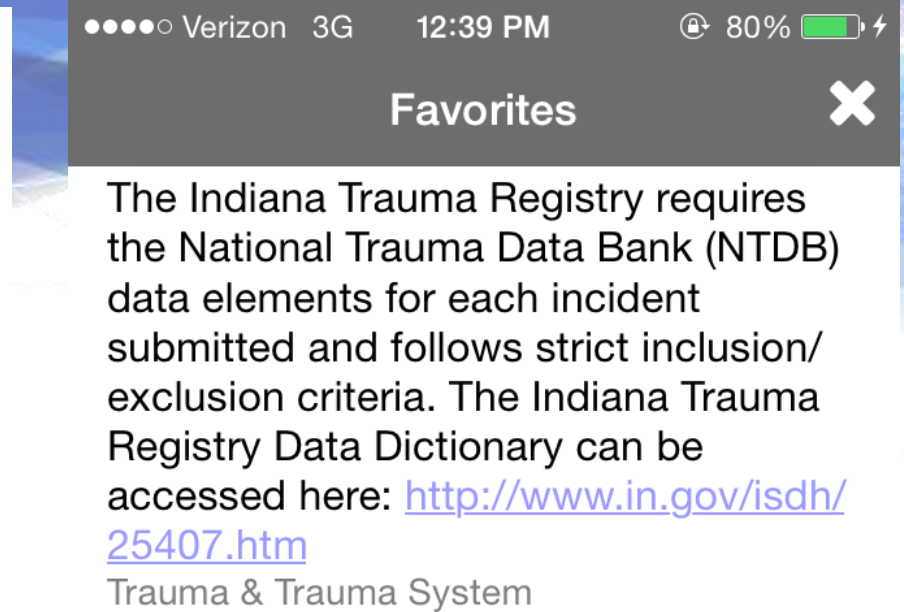 Verizon 3G 12:39 PM 80%
Favorites
The Indiana Trauma Registry requires
the National Trauma Data Bank (NTDB)
data elements for each incident
submitted and follows strict inclusion/
exclusion criteria. The Indiana Trauma
Registry Data Dictionary can be
accessed here: http://www.in.gov/isdh/
25407.htm
Trauma & Trauma System